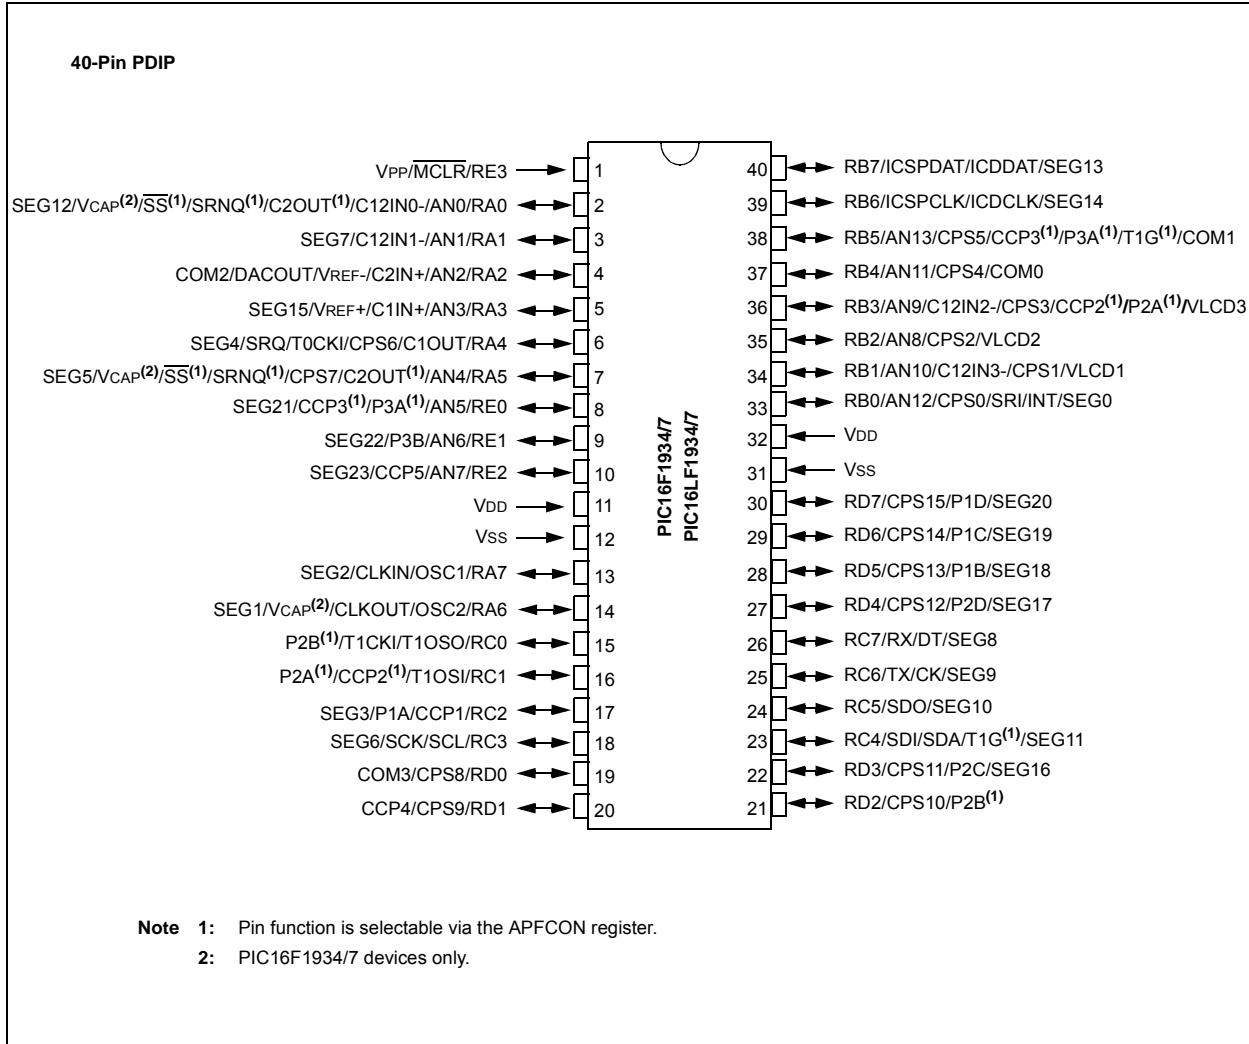 40-Pin PDIP
VPP/MCLR/RE3 1
SEG12/VCAP(2)/SS(1)/SRNQ(1)/C2OUT(1)/C12IN0-/AN0/RA0 2
SEG7/C12IN1-/AN1/RA1 3
COM2/DACOUT/VREF-/C2IN+/AN2/RA2 4
SEG15/VREF+/C1IN+/AN3/RA3 5
SEG4/SRQ/T0CKI/CPS6/C1OUT/RA4 6
SEG5/VCAP(2)/SS(1)/SRNQ(1)/CPS7/C2OUT(1)/AN4/RA5 7
SEG21/CCP3(1)/P3A(1)/AN5/RE0 8
SEG22/P3B/AN6/RE1 9
SEG23/CCP5/AN7/RE2 10
VDD 11
VSS 12
SEG2/CLKIN/OSC1/RA7 13
SEG1/VCAP(2)/CLKOUT/OSC2/RA6 14
P2B(1)/T1CKI/T1OSO/RC0 15
P2A(1)/CCP2(1)/T1OSI/RC1 16
SEG3/P1A/CCP1/RC2 17
SEG6/SCK/SCL/RC3 18
COM3/CPS8/RD0 19
CCP4/CPS9/RD1 20
PIC16F1934/7
PIC16LF1934/7
40 RB7/ICSPDAT/ICDDAT/SEG13
39 RB6/ICSPCLK/ICDCLK/SEG14
38 RB5/AN13/CPS5/CCP3(1)/P3A(1)/T1G(1)/COM1
37 RB4/AN11/CPS4/COM0
36 RB3/AN9/C12IN2-/CPS3/CCP2(1)/P2A(1)/VLCD3
35 RB2/AN8/CPS2/VLCD2
34 RB1/AN10/C12IN3-/CPS1/VLCD1
33 RB0/AN12/CPS0/SRI/INT/SEG0
32 VDD
31 VSS
30 RD7/CPS15/P1D/SEG20
29 RD6/CPS14/P1C/SEG19
28 RD5/CPS13/P1B/SEG18
27 RD4/CPS12/P2D/SEG17
26 RC7/RX/DT/SEG8
25 RC6/TX/CK/SEG9
24 RC5/SDO/SEG10
23 RC4/SDI/SDA/T1G(1)/SEG11
22 RD3/CPS11/P2C/SEG16
21 RD2/CPS10/P2B(1)
Note 1: Pin function is selectable via the APFCON register.
2: PIC16F1934/7 devices only.